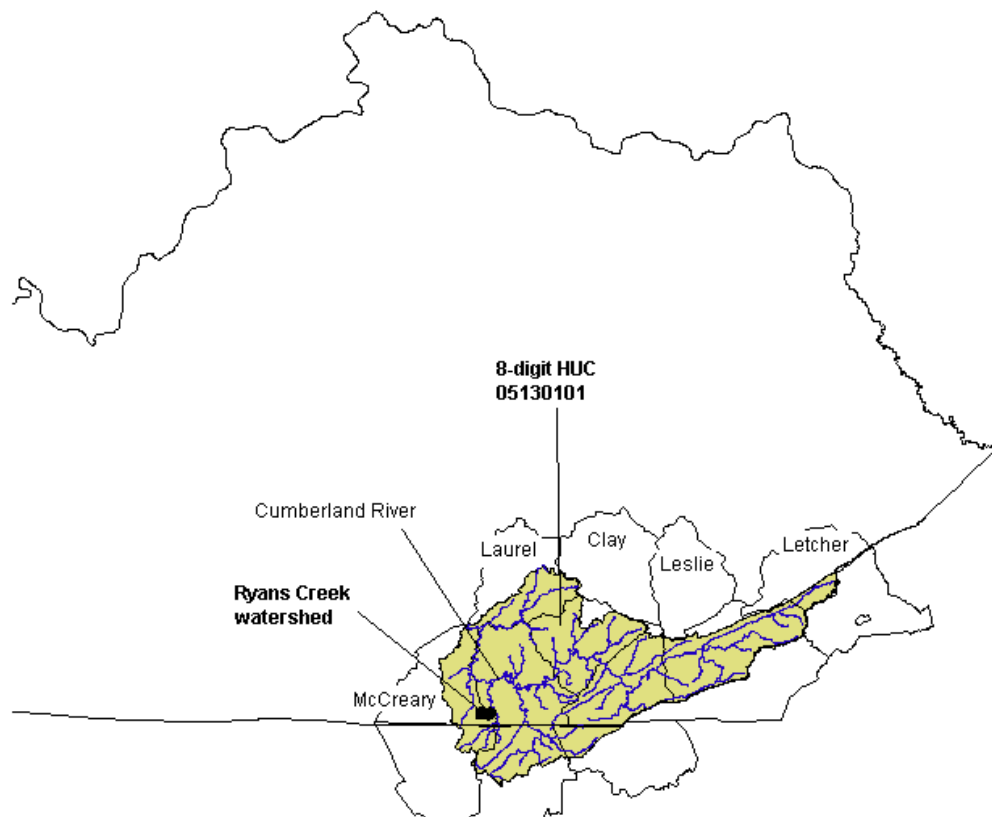 8-digit HUC
05130101
Cumberland River
Laurel
Clay
Leslie
Letcher
Ryans Creek
watershed
McCreary